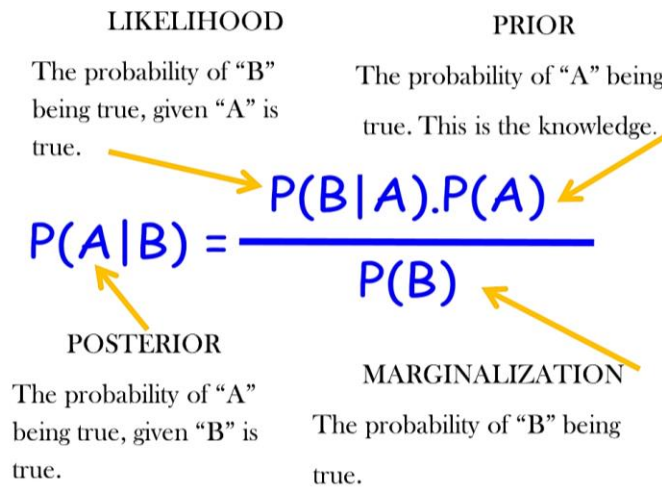 LIKELIHOOD
The probability of “B”
being true, given “A” is
true.
PRIOR
The probability of “A” being
true. This is the knowledge.
P(B|A).P(A)
P(A|B) =
P(B)
POSTERIOR
The probability of “A”
being true, given “B” is
true.
MARGINALIZATION
The probability of “B” being
true.